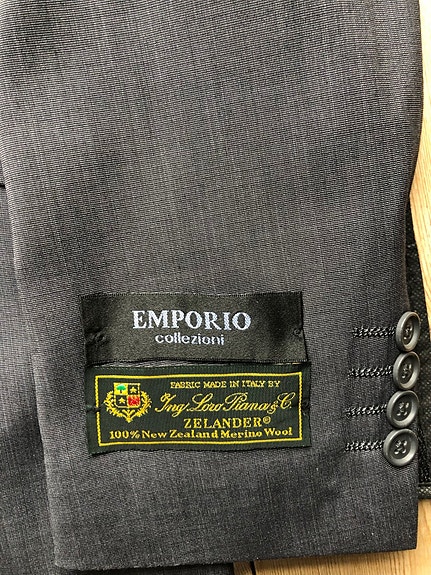 EMPORIO
collezioni
FABRIC MADE IN ITALY BY
Ing. Loro Piana & C.
ZELANDER®
100% New Zealand Merino Wool